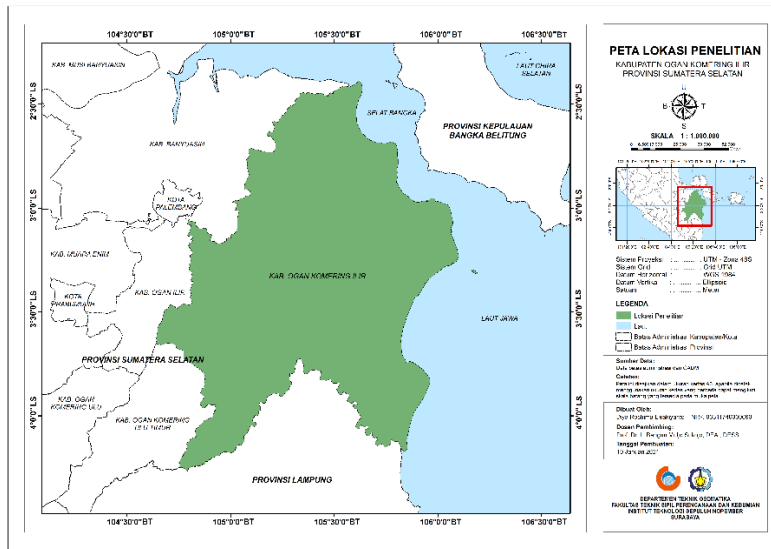 104°30'0"BT
105°0'0"BT
105°30'0"BT
106°0'0"BT
106°30'0"BT
2°30'0"LS
3°0'0"LS
3°30'0"LS
4°0'0"LS
KAB. MUSI BANYUASIN
KAB. BANYUASIN
KOTA
PALEMBANG
KAB. MUARA ENIM
KOTA
PRABUMULIH
KAB. OGAN ILIR
KAB. OGAN KOMERING ILIR
PROVINSI SUMATERA SELATAN
KAB. OGAN
KOMERING ULU
KAB. OGAN KOMERING
ULU TIMUR
PROVINSI LAMPUNG
SELAT BANGKA
PROVINSI KEPULAUAN
BANGKA BELITUNG
LAUT CHINA
SELATAN
LAUT JAWA
2°30'0"LS
3°0'0"LS
3°30'0"LS
4°0'0"LS
104°30'0"BT
105°0'0"BT
105°30'0"BT
106°0'0"BT
106°30'0"BT
PETA LOKASI PENELITIAN
KABUPATEN OGAN KOMERING ILIR
PROVINSI SUMATERA SELATAN
U
B T
S
SKALA 1 : 1.000.000
Sistem Proyeksi : ........... UTM - Zona 48S
Sistem Grid : ........... Grid UTM
Datum Horizontal : ........... WGS 1984
Datum Vertikal : ........... Ellipsoid
Satuan : ........... Meter
LEGENDA
Lokasi Penelitian
Laut
Batas Administrasi Kabupaten/Kota
Batas Administrasi Provinsi
Sumber Data:
Catatan:
Dibuat Oleh:
Dosen Pembimbing:
Tanggal Pembuatan:
DEPARTEMEN TEKNIK GEOMATIKA
FAKULTAS TEKNIK SIPIL PERENCANAAN DAN KEBUMIAN
INSTITUT TEKNOLOGI SEPULUH NOPEMBER
SURABAYA